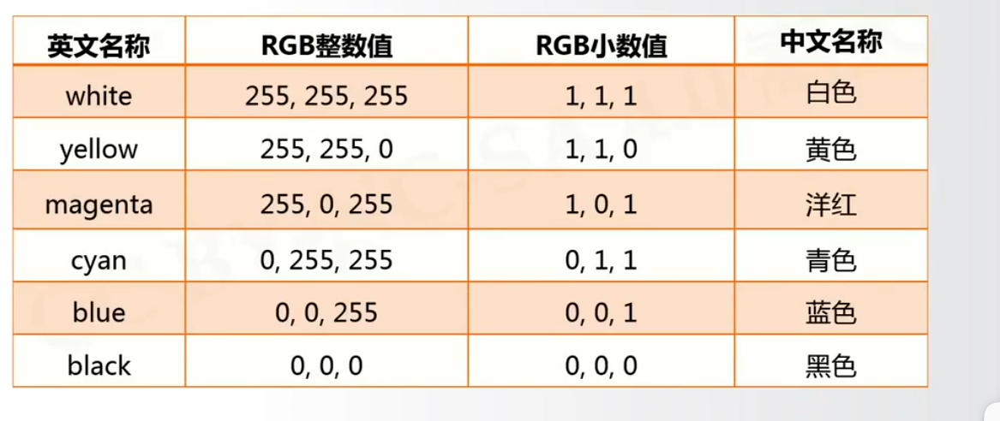 英文名称 RGB整数值 RGB小数值 中文名称
white 255, 255, 255 1, 1, 1 白色
yellow 255, 255, 0 1, 1, 0 黄色
magenta 255, 0, 255 1, 0, 1 洋红
cyan 0, 255, 255 0, 1, 1 青色
blue 0, 0, 255 0, 0, 1 蓝色
black 0, 0, 0 0, 0, 0 黑色